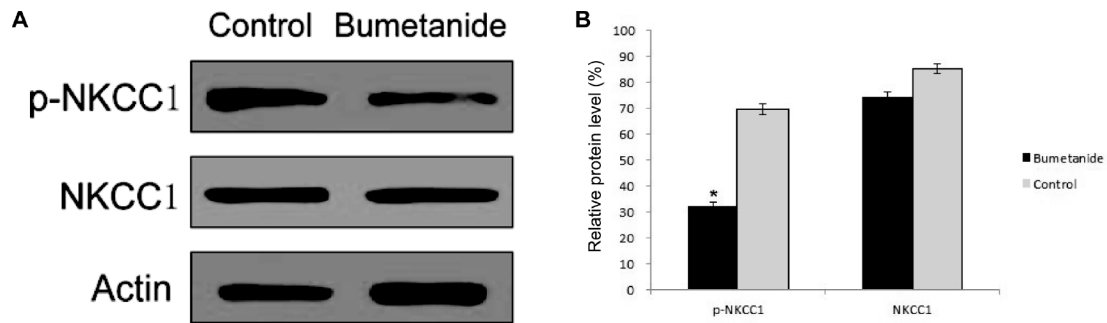 A
Control Bumetanide
p-NKCC1
NKCC1
Actin
B
Relative protein level (%)
100
90
80
70
60
50
40
30
20
10
0
*
p-NKCC1 NKCC1
Bumetanide
Control